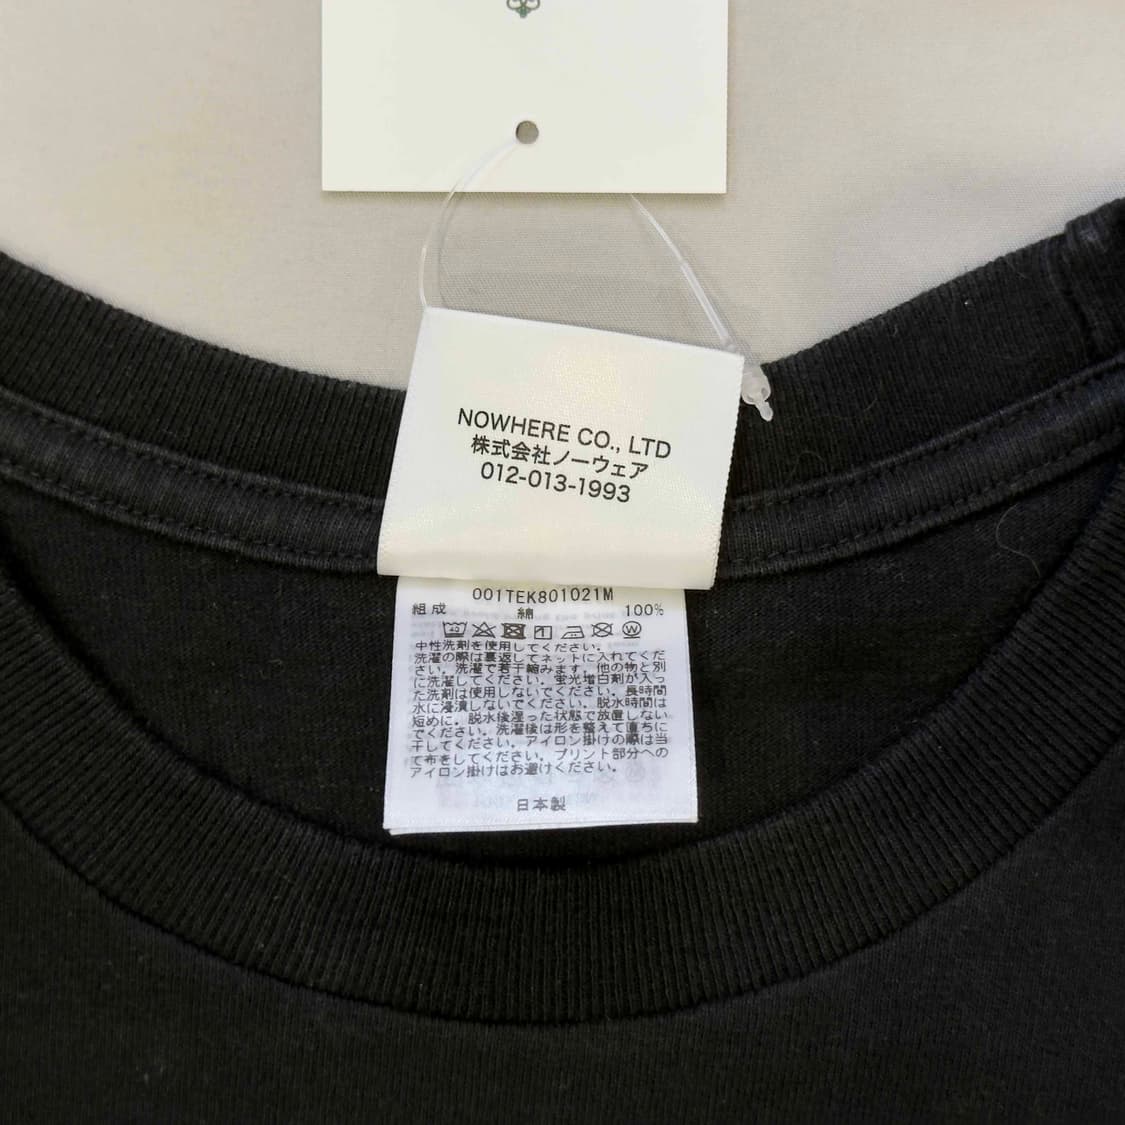 NOWHERE CO., LTD
株式会社ノーウェア
012-013-1993
001TEK801021M
組成 綿 100%
40 W
中性洗剤を使用してください。
洗濯の際は裏返してネットに入れてくだ
さい。洗濯で若干縮みます。他の物と別
に洗濯してください。蛍光増白剤が入っ
た洗剤は使用しないでください。長時間
水に浸漬しないでください。脱水時間は
短めに。脱水後湿った状態で放置しない
でください。洗濯後は形を整えて直ちに
干してください。アイロン掛けの際は当
て布をしてください。プリント部分への
アイロン掛けはお避けください。
日本製